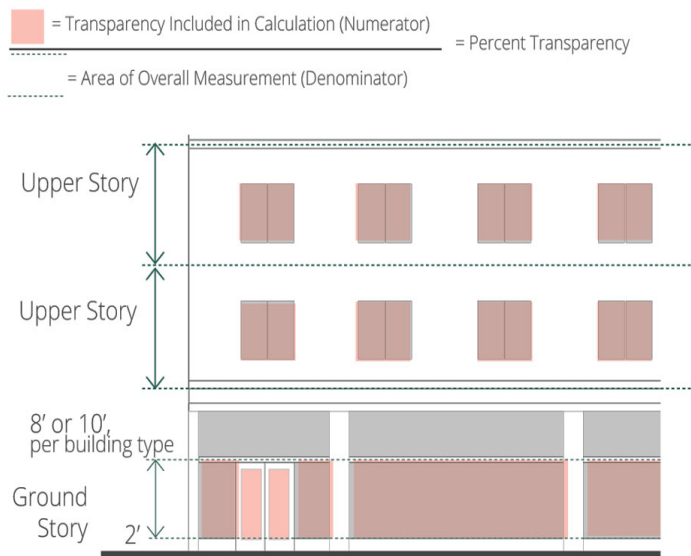 = Transparency Included in Calculation (Numerator)
= Percent Transparency
= Area of Overall Measurement (Denominator)
Upper Story
Upper Story
8’ or 10’,
per building type
Ground
Story
2’